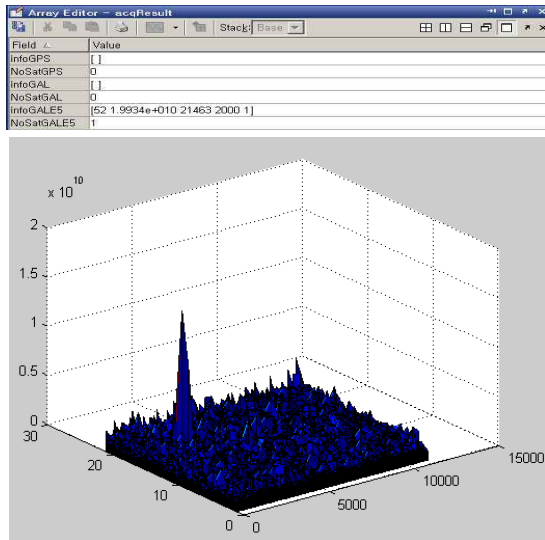 Array Editor - acqResult
Stack: Base
Field Value
infoGPS [ ]
NoSatGPS 0
infoGAL [ ]
NoSatGAL 0
infoGALE5 [52 1.9934e+010 21463 2000 1]
NoSatGALE5 1
x 10 10
2
1.5
1
0.5
0
30
20
10
0
0
5000
10000
15000